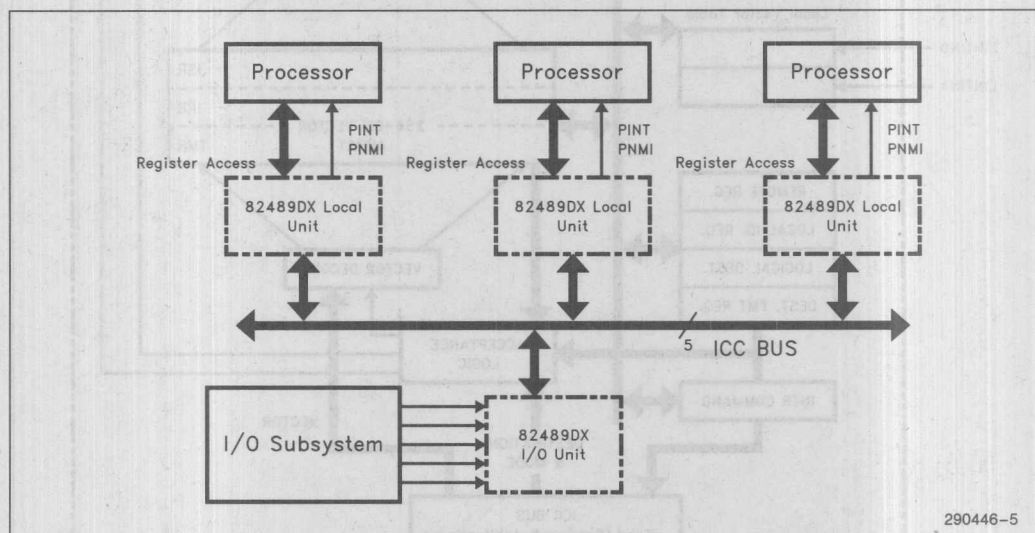 Processor
Processor
Processor
PINT
PNMI
PINT
PNMI
PINT
PNMI
Register Access
Register Access
Register Access
82489DX Local
Unit
82489DX Local
Unit
82489DX Local
Unit
5
ICC BUS
I/O Subsystem
82489DX
I/O Unit
290446-5